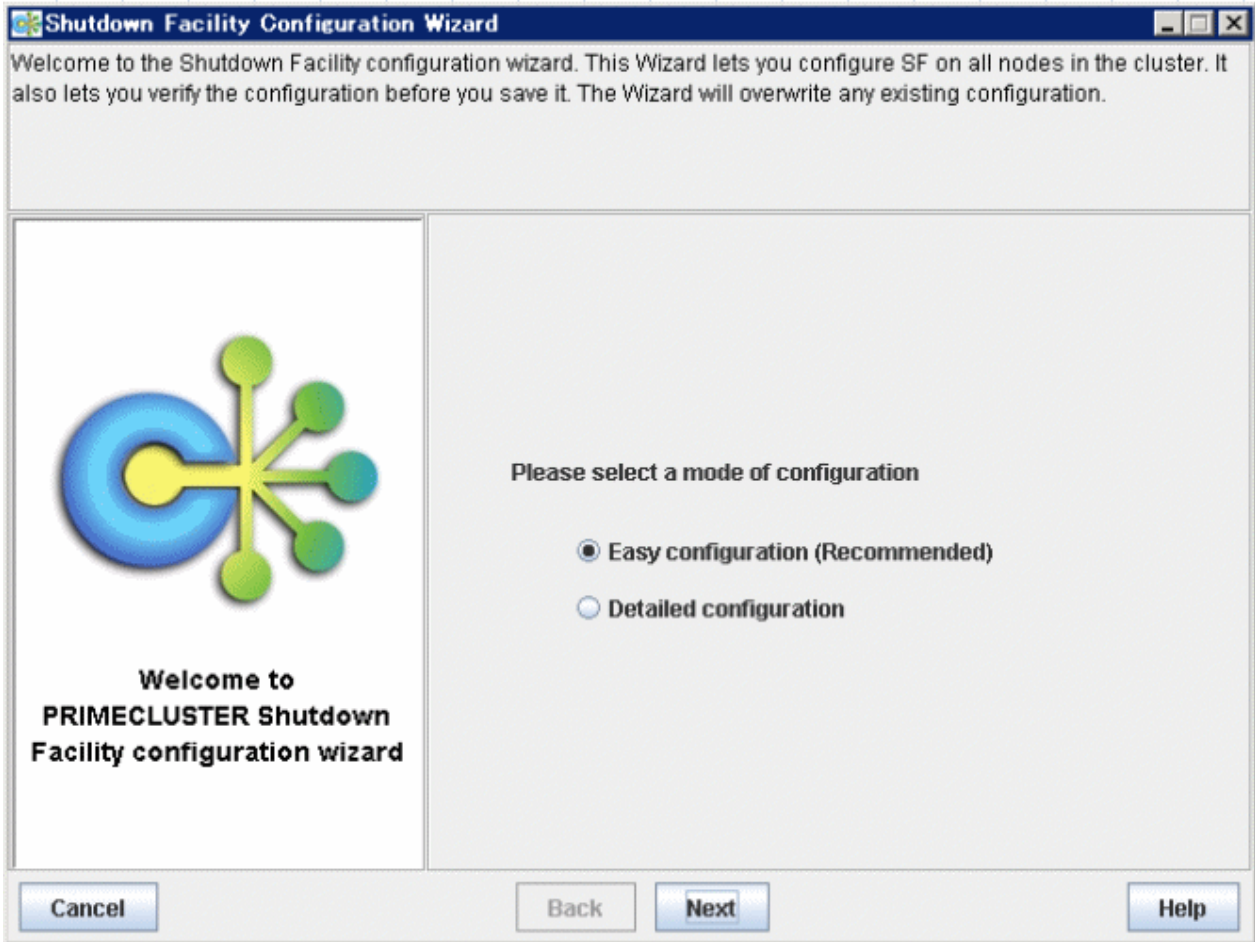 Shutdown Facility Configuration Wizard
Welcome to the Shutdown Facility configuration wizard. This Wizard lets you configure SF on all nodes in the cluster. It
also lets you verify the configuration before you save it. The Wizard will overwrite any existing configuration.
Please select a mode of configuration
Easy configuration (Recommended)
Detailed configuration
Welcome to
PRIMECLUSTER Shutdown
Facility configuration wizard
Cancel
Back
Next
Help